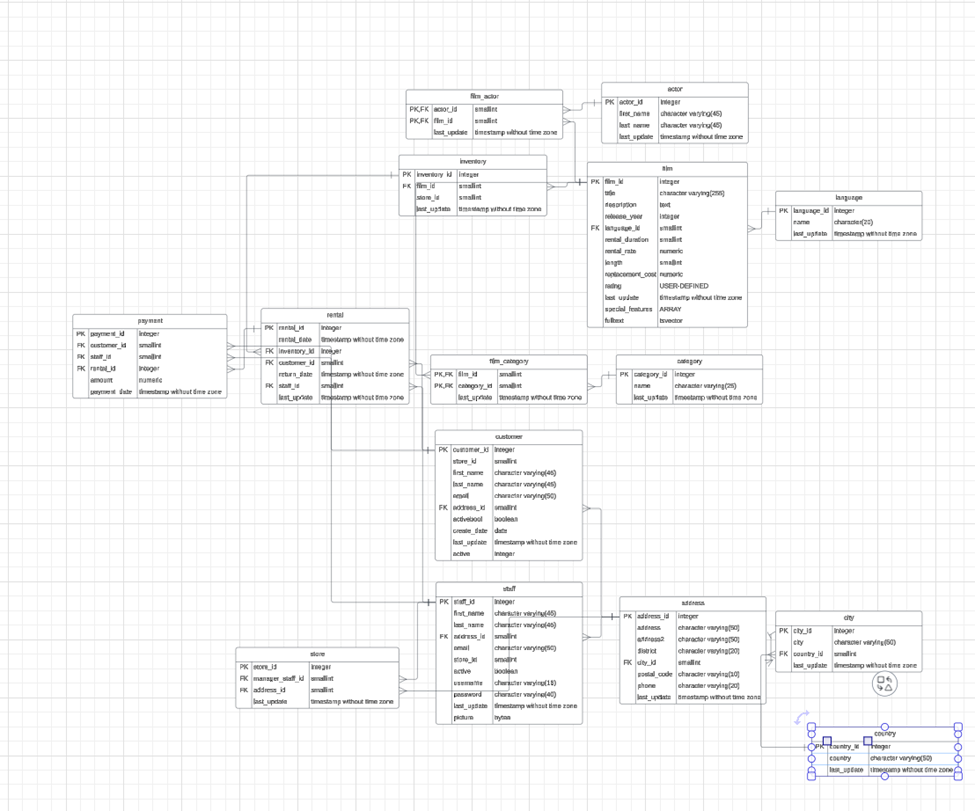 film_actor
PK,FK actor_id smallint
PK,FK film_id smallint
last_update timestamp without time zone
actor
PK actor_id integer
first_name character varying(45)
last_name character varying(45)
last_update timestamp without time zone
inventory
PK inventory_id integer
FK film_id smallint
store_id smallint
last_update timestamp without time zone
film
PK film_id integer
title character varying(255)
description text
release_year integer
FK language_id smallint
rental_duration smallint
rental_rate numeric
length smallint
replacement_cost numeric
rating USER-DEFINED
last_update timestamp without time zone
special_features ARRAY
fulltext tsvector
language
PK language_id integer
name character(20)
last_update timestamp without time zone
payment
PK payment_id integer
FK customer_id smallint
FK staff_id smallint
FK rental_id integer
amount numeric
payment_date timestamp without time zone
rental
PK rental_id integer
rental_date timestamp without time zone
FK inventory_id integer
FK customer_id smallint
return_date timestamp without time zone
FK staff_id smallint
last_update timestamp without time zone
film_category
PK,FK film_id smallint
PK,FK category_id smallint
last_update timestamp without time zone
category
PK category_id integer
name character varying(25)
last_update timestamp without time zone
customer
PK customer_id integer
store_id smallint
first_name character varying(45)
last_name character varying(45)
email character varying(50)
FK address_id smallint
activebool boolean
create_date date
last_update timestamp without time zone
active integer
staff
PK staff_id integer
first_name character varying(45)
last_name character varying(45)
FK address_id smallint
email character varying(50)
store_id smallint
active boolean
username character varying(16)
password character varying(40)
last_update timestamp without time zone
picture bytea
store
PK store_id integer
FK manager_staff_id smallint
FK address_id smallint
last_update timestamp without time zone
address
PK address_id integer
address character varying(50)
address2 character varying(50)
district character varying(20)
FK city_id smallint
postal_code character varying(10)
phone character varying(20)
last_update timestamp without time zone
city
PK city_id integer
city character varying(50)
FK country_id smallint
last_update timestamp without time zone
country
PK country_id integer
country character varying(50)
last_update timestamp without time zone